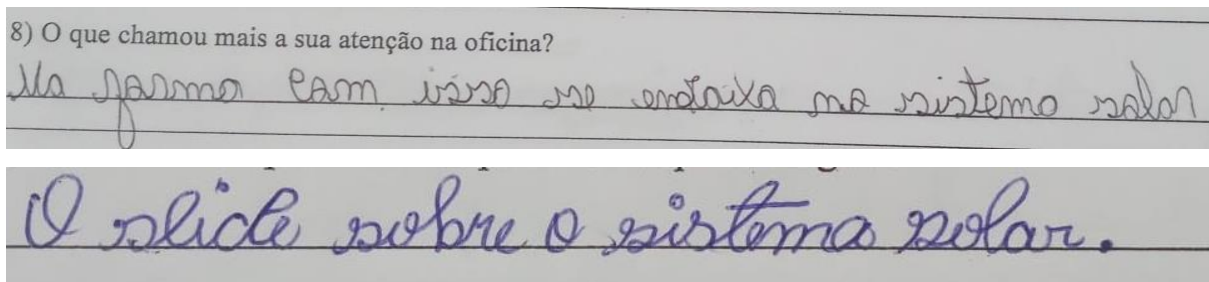 8) O que chamou mais a sua atenção na oficina?
Na forma com isso se encaixa no sistema solar
O slide sobre o sistema solar.